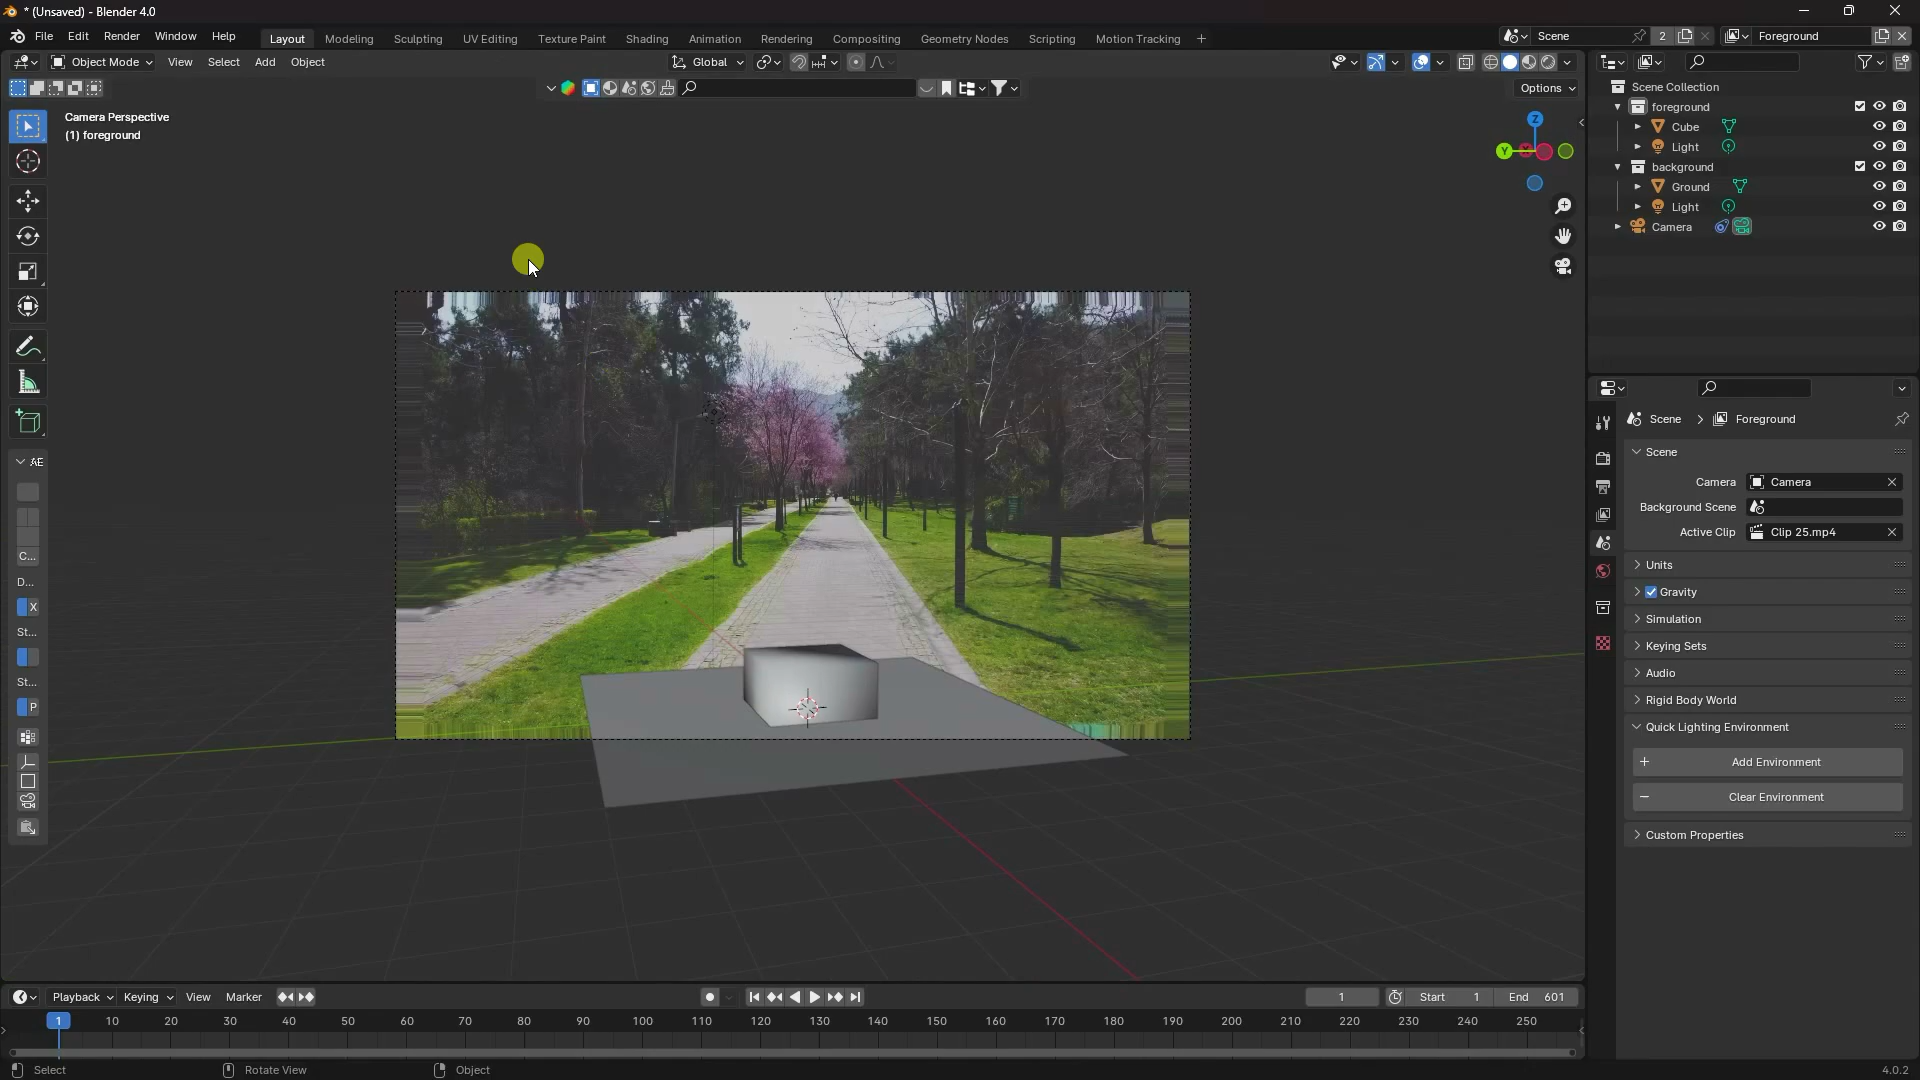 * (Unsaved) - Blender 4.0
File Edit Render Window Help Layout Modeling Sculpting UV Editing Texture Paint Shading Animation Rendering Compositing Geometry Nodes Scripting Motion Tracking + Scene 2 Foreground
Object Mode View Select Add Object Global
Options
Camera Perspective
(1) foreground
Z
Y
X
AE
C...
D...
X
St...
St...
P
Scene Collection
foreground
Cube
Light
background
Ground
Light
Camera
Scene > Foreground
Scene
Camera Camera
Background Scene
Active Clip Clip 25.mp4
Units
Gravity
Simulation
Keying Sets
Audio
Rigid Body World
Quick Lighting Environment
Add Environment
Clear Environment
Custom Properties
Playback Keying View Marker 1 Start 1 End 601
1 10 20 30 40 50 60 70 80 90 100 110 120 130 140 150 160 170 180 190 200 210 220 230 240 250
Select Rotate View Object 4.0.2